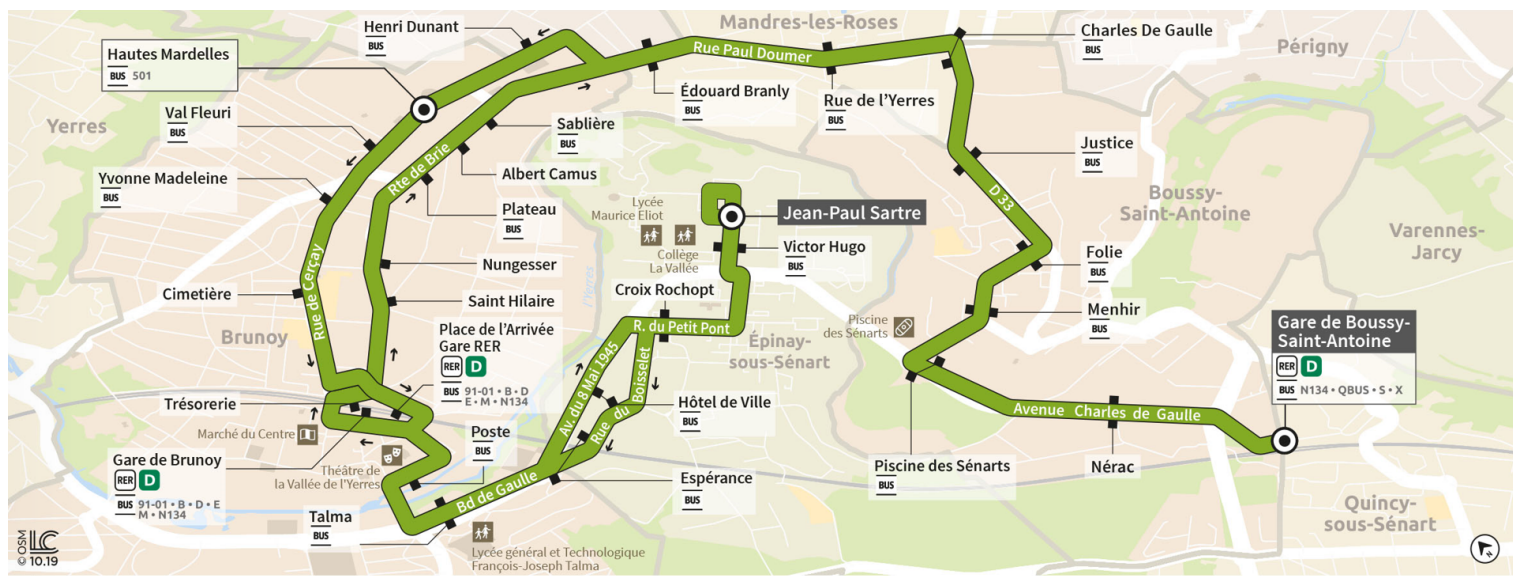 Henri Dunant
BUS
Mandres-les-Roses
Charles De Gaulle
BUS
Périgny
Hautes Mardelles
BUS 501
Rue Paul Doumer
Édouard Branly
BUS
Rue de l'Yerres
BUS
Val Fleuri
BUS
Yerres
Sablière
BUS
Justice
BUS
Yvonne Madeleine
BUS
Rte de Brie
Albert Camus
Plateau
BUS
D 33
Boussy-
Saint-Antoine
Varennes-
Jarcy
Lycée
Maurice Eliot
Jean-Paul Sartre
Collège
La Vallée
Victor Hugo
BUS
l'Yerres
Folie
BUS
Nungesser
Cimetière
Rue de Cerçay
Saint Hilaire
Croix Rochopt
Menhir
BUS
Brunoy
Place de l'Arrivée
Gare RER
RER D
BUS 91-01 • B • D
E • M • N134
R. du Petit Pont
Épinay
-sous-Sénart
Piscine
des Sénarts
Gare de Boussy-
Saint-Antoine
RER D
BUS N134 • QBUS • S • X
Av. du 8 Mai 1945
Rue du Boisselet
Trésorerie
Hôtel de Ville
BUS
Avenue Charles de Gaulle
Marché du Centre
Poste
BUS
Gare de Brunoy
RER D
BUS 91-01 • B • D • E
M • N134
Théâtre de
la Vallée de l'Yerres
Bd de Gaulle
Espérance
BUS
Piscine des Sénarts
BUS
Nérac
Talma
BUS
Quincy-
sous-Sénart
Lycée général et Technologique
François-Joseph Talma
© OSM
LC
10.19
N